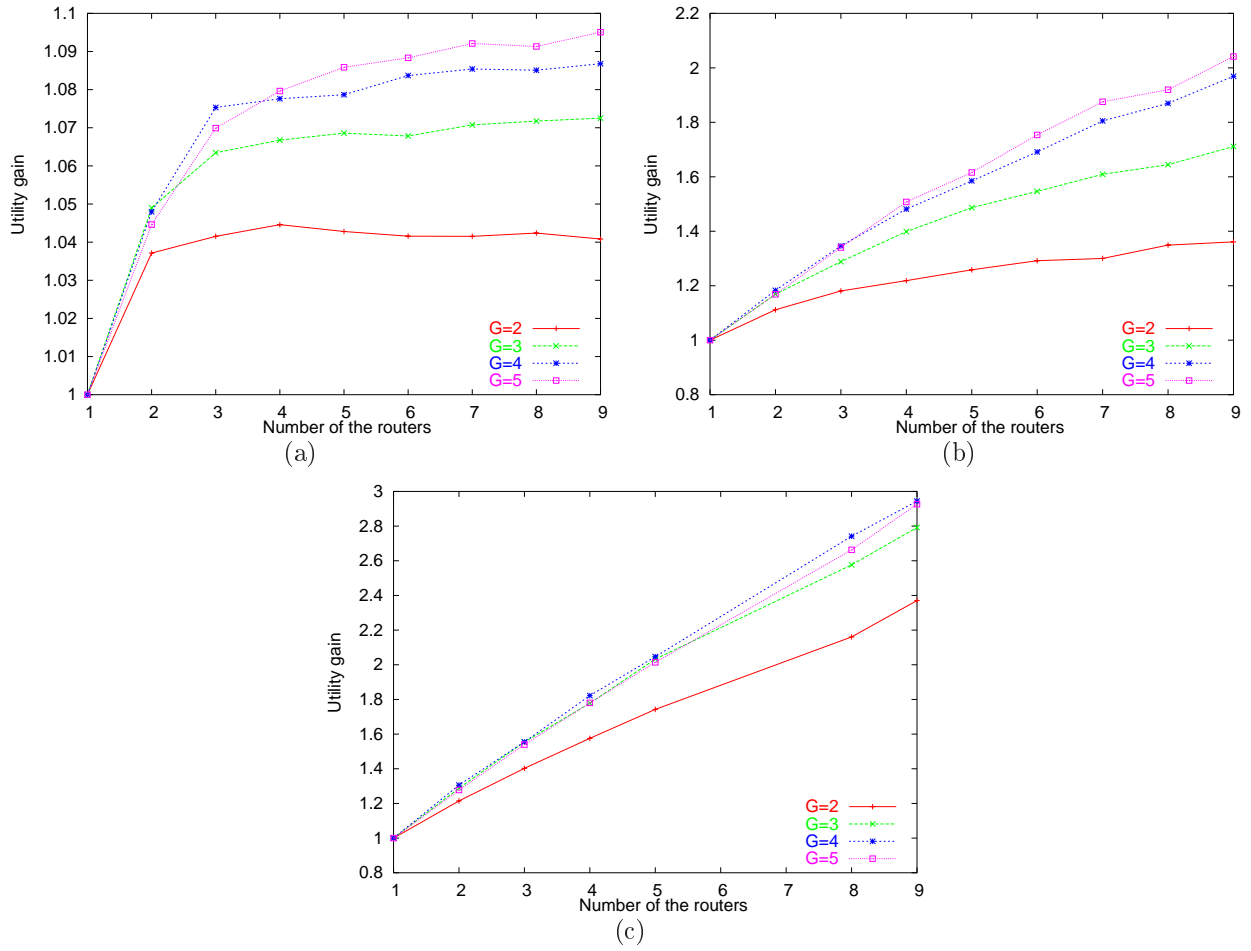 1.1
1.09
1.08
1.07
1.06
1.05
1.04
1.03
1.02
1.01
1
Utility gain
G=2
G=3
G=4
G=5
1 2 3 4 5 6 7 8 9
Number of the routers
(a)
2.2
2
1.8
1.6
1.4
1.2
1
0.8
Utility gain
G=2
G=3
G=4
G=5
1 2 3 4 5 6 7 8 9
Number of the routers
(b)
3
2.8
2.6
2.4
2.2
2
1.8
1.6
1.4
1.2
1
0.8
Utility gain
G=2
G=3
G=4
G=5
1 2 3 4 5 6 7 8 9
Number of the routers
(c)